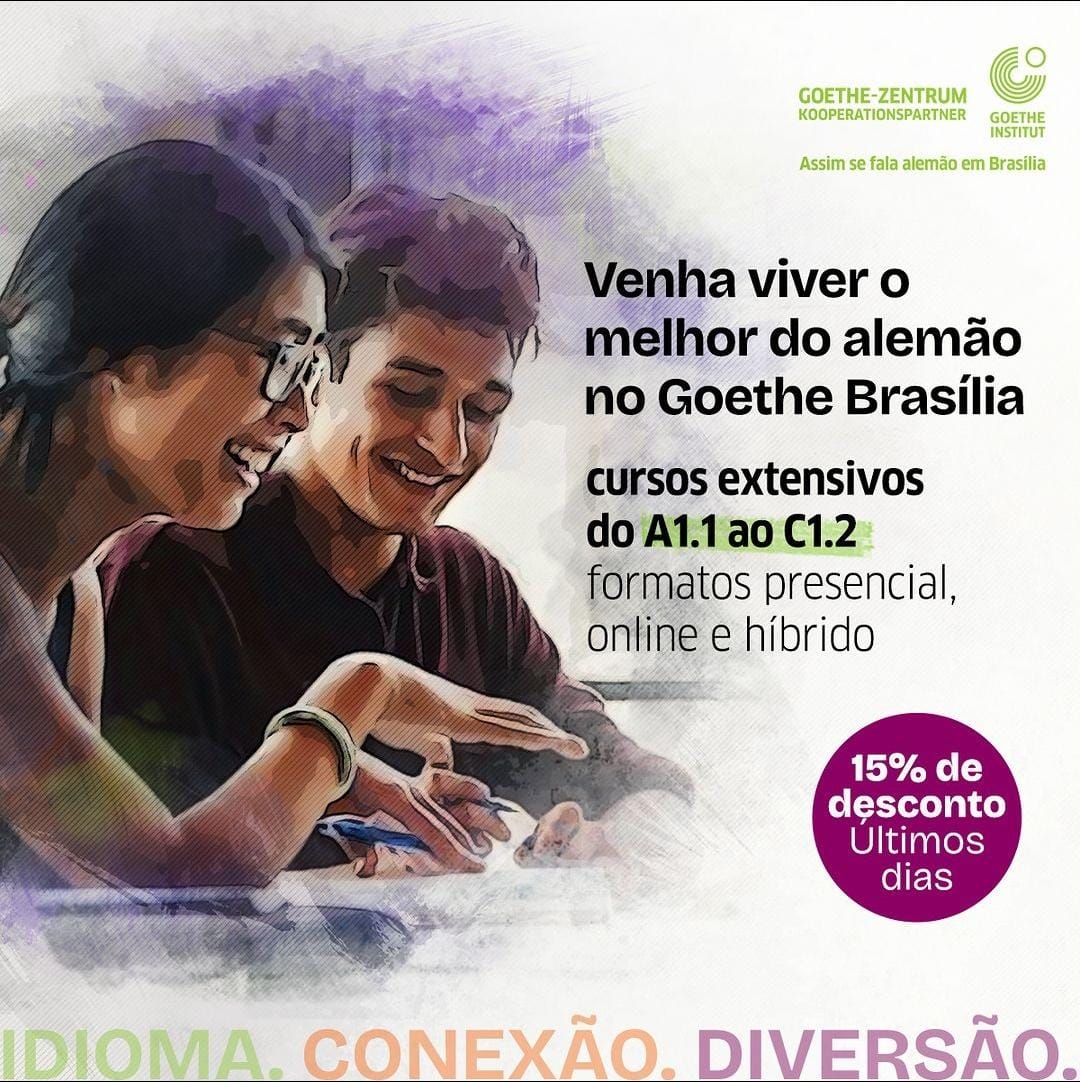 GOETHE-ZENTRUM
KOOPERATIONSPARTNER
GOETHE
INSTITUT
Assim se fala alemão em Brasília
Venha viver o
melhor do alemão
no Goethe Brasília
cursos extensivos
do A1.1 ao C1.2
formatos presencial,
online e híbrido
15% de
desconto
Últimos
dias
IDIOMA. CONEXÃO. DIVERSÃO.